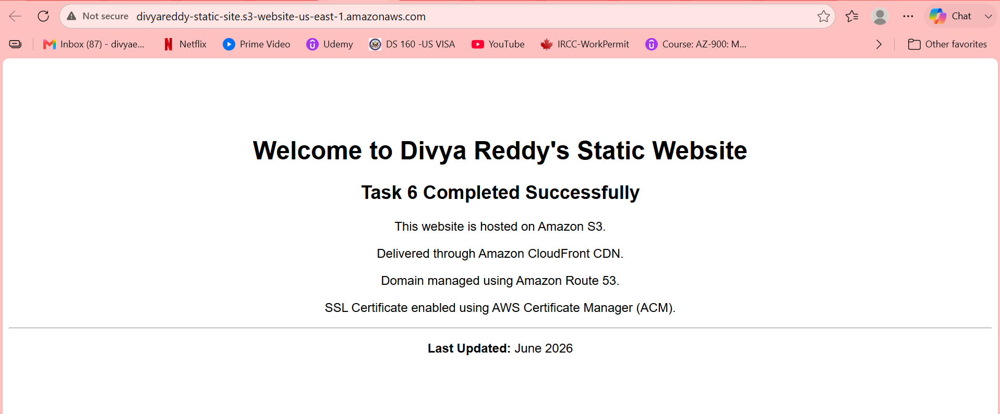 Not secure divyareddy-static-site.s3-website-us-east-1.amazonaws.com Chat
Inbox (87) - divyae... Netflix Prime Video Udemy DS 160 -US VISA YouTube IRCC-WorkPermit Course: AZ-900: M... Other favorites
Welcome to Divya Reddy's Static Website
Task 6 Completed Successfully
This website is hosted on Amazon S3.
Delivered through Amazon CloudFront CDN.
Domain managed using Amazon Route 53.
SSL Certificate enabled using AWS Certificate Manager (ACM).
Last Updated: June 2026